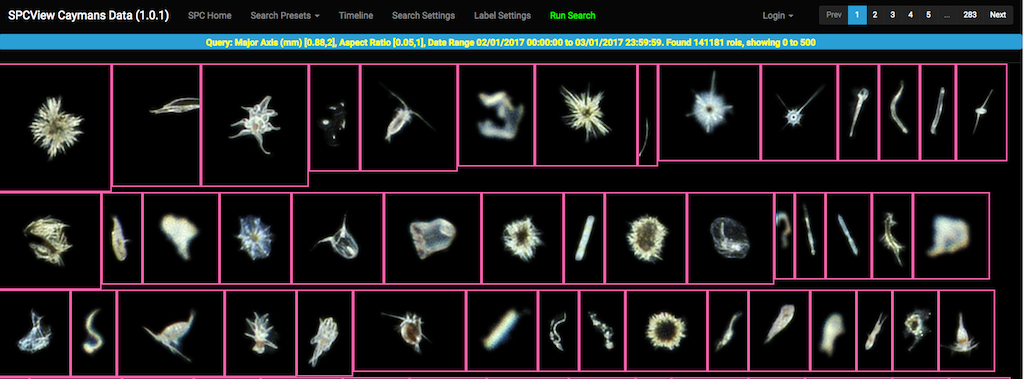 SPCView Caymans Data (1.0.1) SPC Home Search Presets Timeline Search Settings Label Settings Run Search Login Prev 1 2 3 4 5 ... 283 Next
Query: Major Axis (mm) [0.88,2], Aspect Ratio [0.05,1], Date Range 02/01/2017 00:00:00 to 03/01/2017 23:59:59. Found 141181 rois, showing 0 to 500